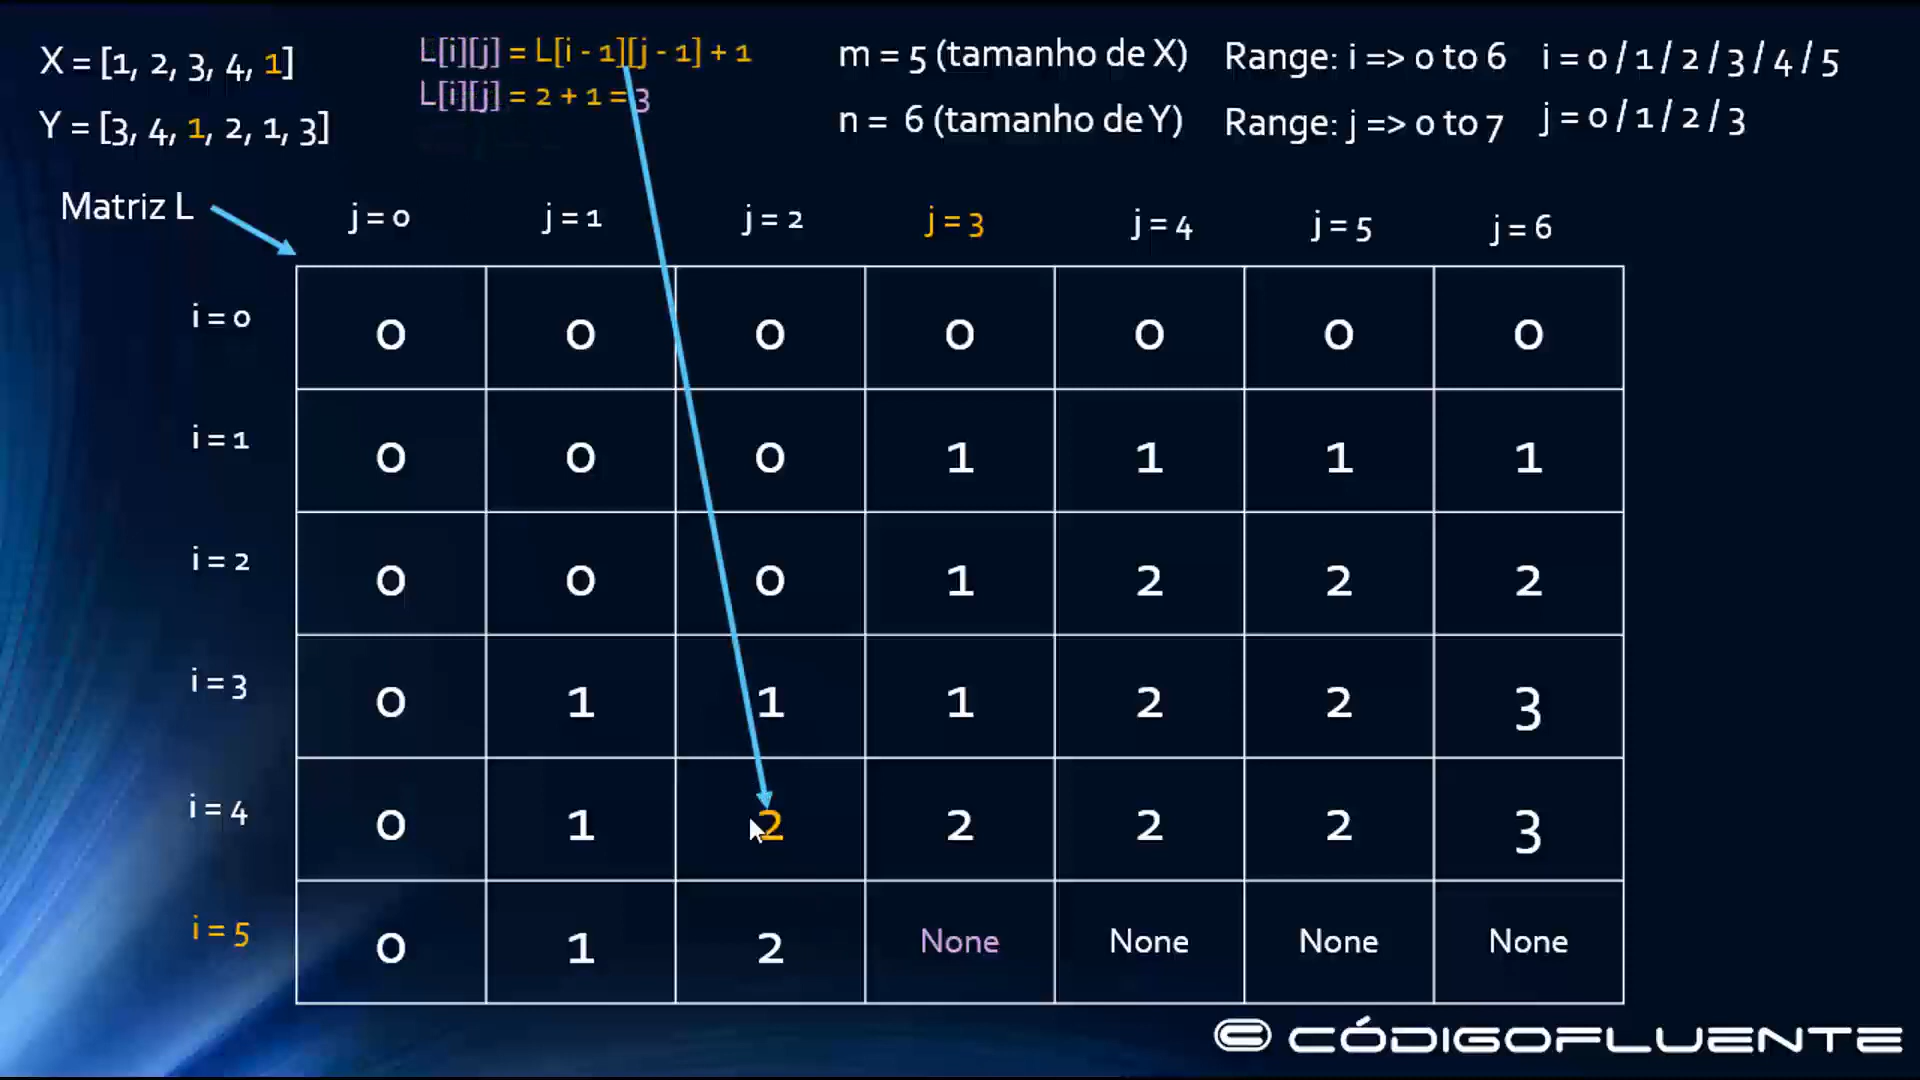 X = [1, 2, 3, 4, 1]
Y = [3, 4, 1, 2, 1, 3]
L[i][j] = L[i - 1][j - 1] + 1
L[i][j] = 2 + 1 = 3
m = 5 (tamanho de X)
n = 6 (tamanho de Y)
Range: i => 0 to 6
Range: j => 0 to 7
i = 0 / 1 / 2 / 3 / 4 / 5
j = 0 / 1 / 2 / 3
Matriz L
j = 0 j = 1 j = 2 j = 3 j = 4 j = 5 j = 6
i = 0 0 0 0 0 0 0 0
i = 1 0 0 0 1 1 1 1
i = 2 0 0 0 1 2 2 2
i = 3 0 1 1 1 2 2 3
i = 4 0 1 2 2 2 2 3
i = 5 0 1 2 None None None None
CÓDIGOFLUENTE